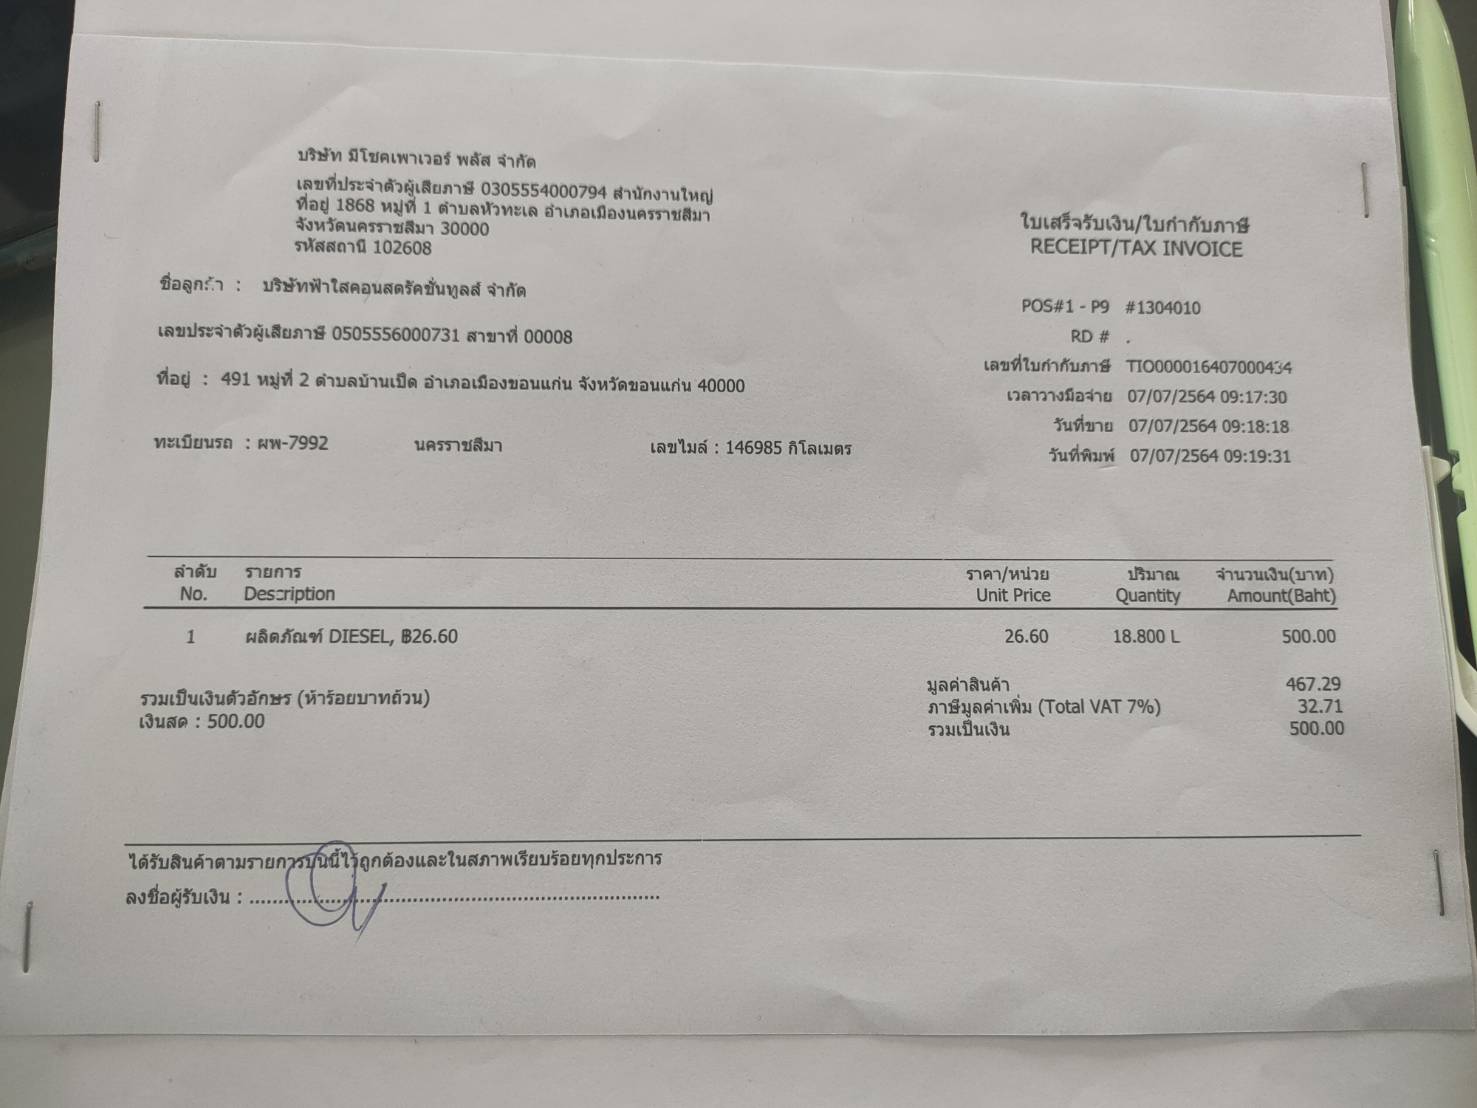 บริษัท มีโชคเพาเวอร์ พลัส จำกัด
เลขที่ประจำตัวผู้เสียภาษี 0305554000794 สำนักงานใหญ่
ที่อยู่ 1868 หมู่ที่ 1 ตำบลหัวทะเล อำเภอเมืองนครราชสีมา
จังหวัดนครราชสีมา 30000
รหัสสถานี 102608
ใบเสร็จรับเงิน/ใบกำกับภาษี
RECEIPT/TAX INVOICE
ชื่อลูกค้า : บริษัทฟ้าใสคอนสตรัคชั่นทูลส์ จำกัด
เลขประจำตัวผู้เสียภาษี 0505556000731 สาขาที่ 00008
ที่อยู่ : 491 หมู่ที่ 2 ตำบลบ้านเป็ด อำเภอเมืองขอนแก่น จังหวัดขอนแก่น 40000
ทะเบียนรถ : ผพ-7992 นครราชสีมา เลขไมล์ : 146985 กิโลเมตร
POS#1 - P9 #1304010
RD # .
เลขที่ใบกำกับภาษี TIO000016407000434
เวลาวางมือจ่าย 07/07/2564 09:17:30
วันที่ขาย 07/07/2564 09:18:18
วันที่พิมพ์ 07/07/2564 09:19:31
ลำดับ รายการ ราคา/หน่วย ปริมาณ จำนวนเงิน(บาท)
No. Description Unit Price Quantity Amount(Baht)
1 ผลิตภัณฑ์ DIESEL, ฿26.60 26.60 18.800 L 500.00
รวมเป็นเงินตัวอักษร (ห้าร้อยบาทถ้วน)
เงินสด : 500.00
มูลค่าสินค้า 467.29
ภาษีมูลค่าเพิ่ม (Total VAT 7%) 32.71
รวมเป็นเงิน 500.00
ได้รับสินค้าตามรายการบนนี้ไว้ถูกต้องและในสภาพเรียบร้อยทุกประการ
ลงชื่อผู้รับเงิน : ......................................................................